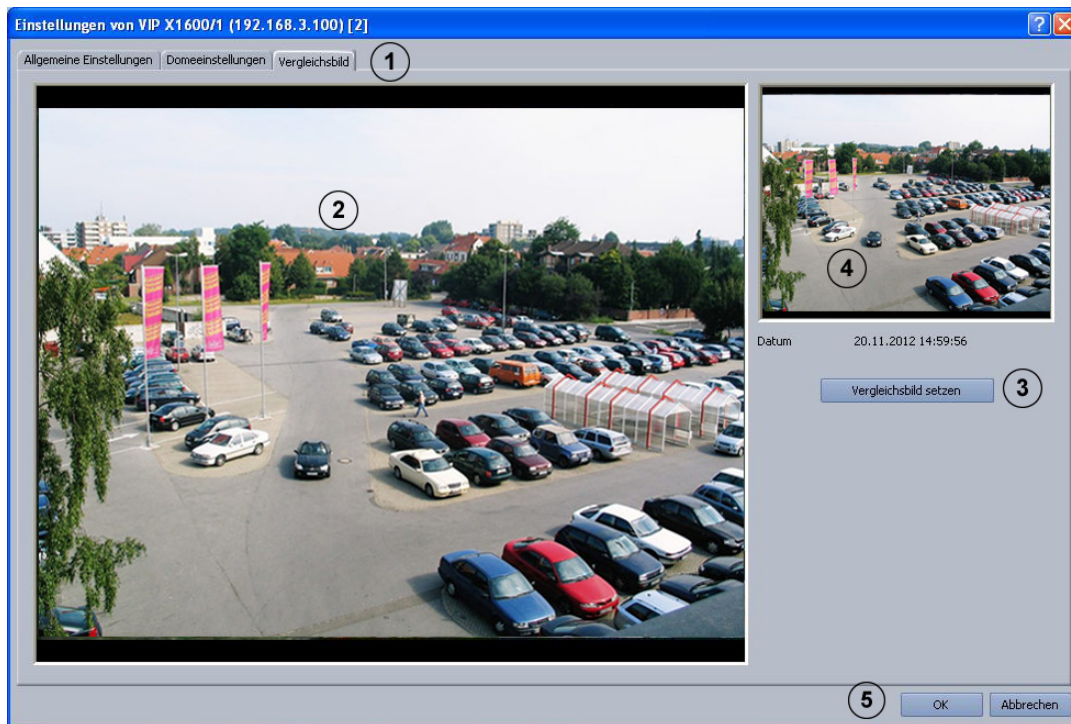 Einstellungen von VIP X1600/1 (192.168.3.100) [2]
Allgemeine Einstellungen Domeeinstellungen Vergleichsbild 1
2
4
Datum 20.11.2012 14:59:56
Vergleichsbild setzen 3
5 OK Abbrechen